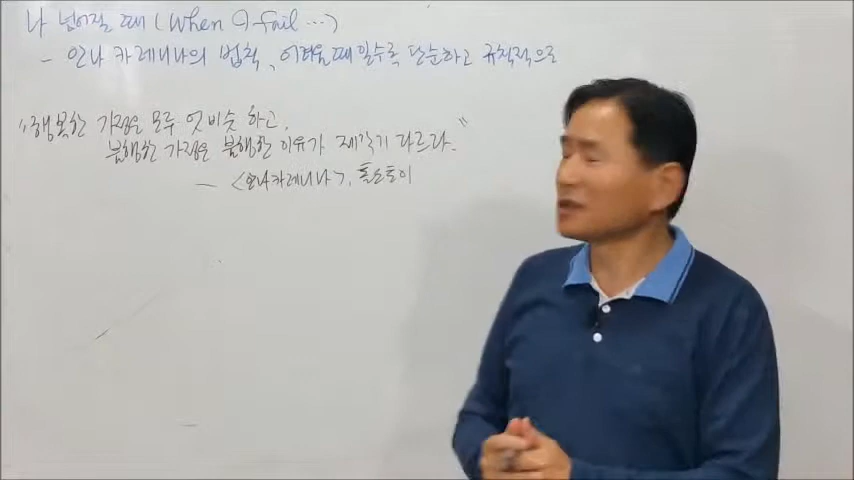 나 넘어질 때 (When I fail ...)
- 안나 카레니나의 법칙, 어려울때일수록 단순하고 규칙적으로
"행복한 가정은 모두 엇비슷 하고,
불행한 가정은 불행한 이유가 제각기 다르다."
- <안나카레니나>, 톨스토이